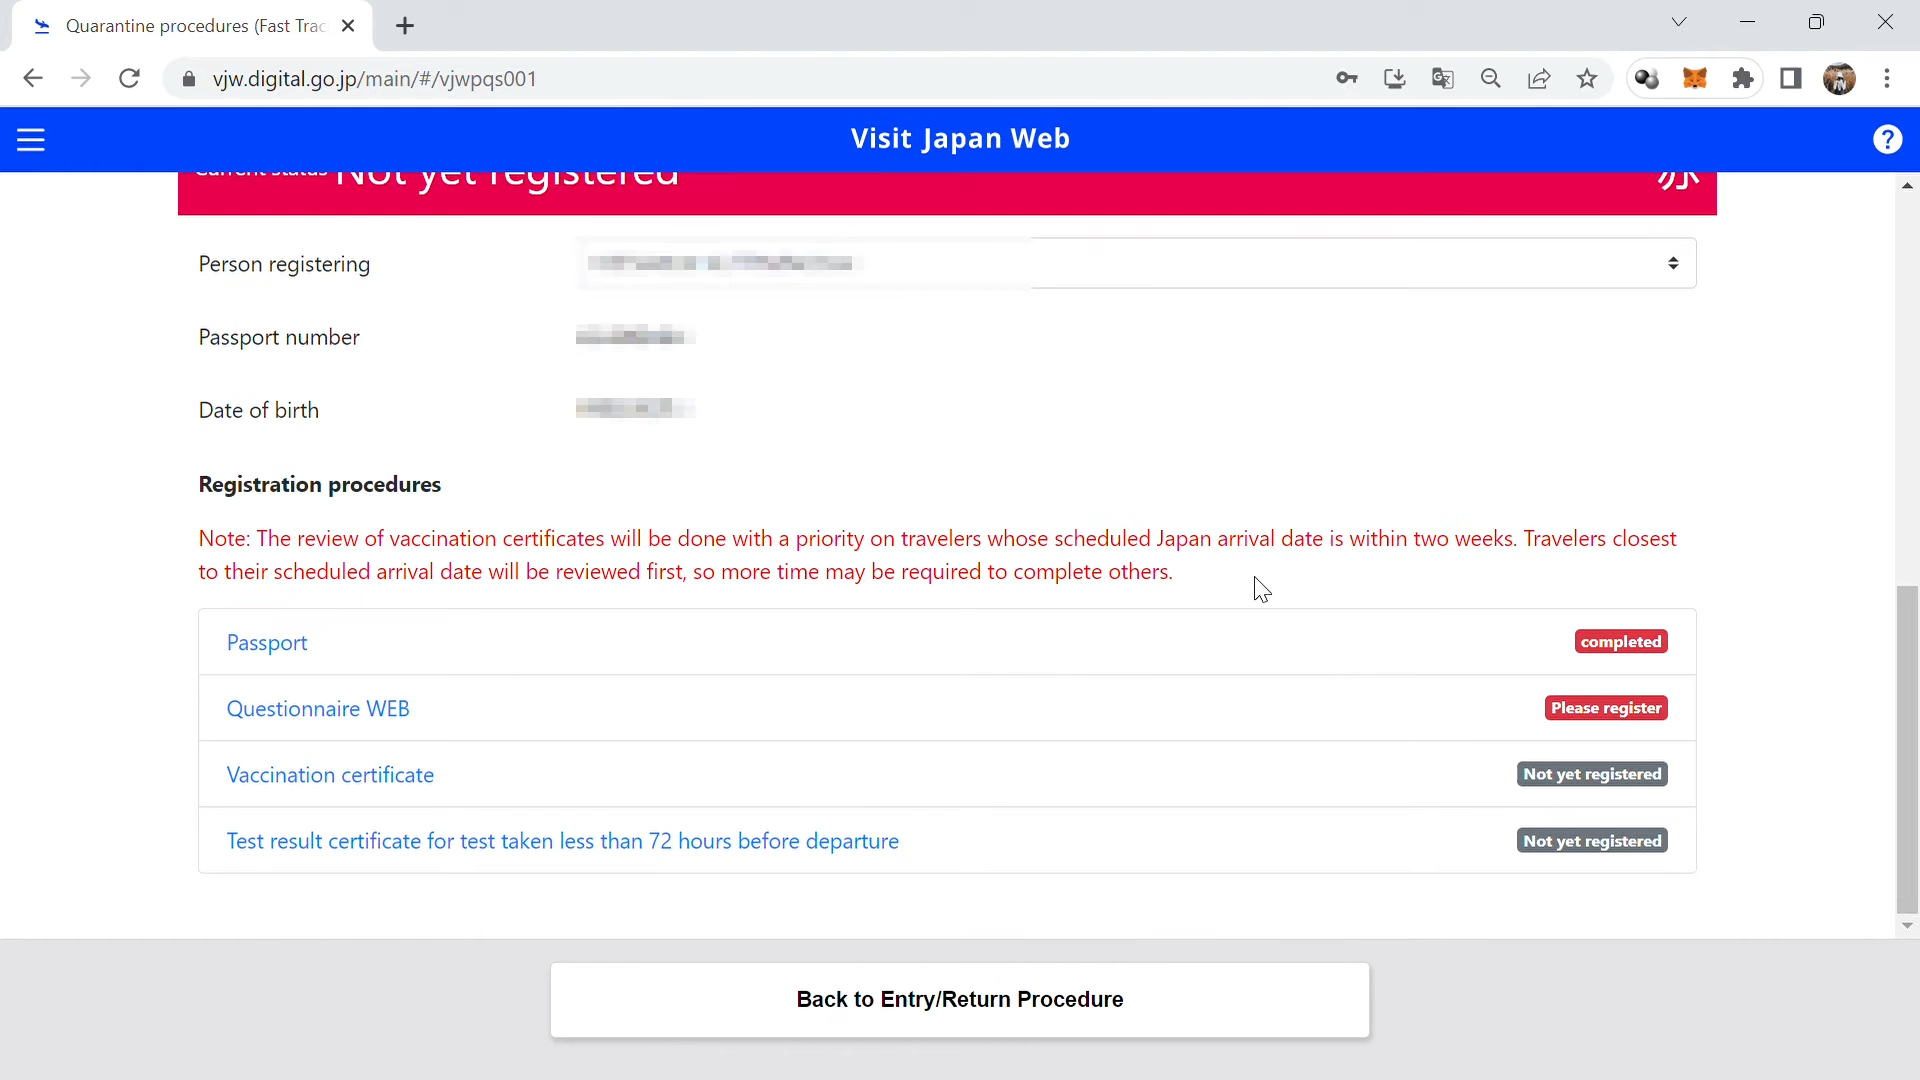 Quarantine procedures (Fast Trac
vjw.digital.go.jp/main/#/vjwpqs001
Visit Japan Web
Current status Not yet registered
Person registering
Passport number
Date of birth
Registration procedures
Note: The review of vaccination certificates will be done with a priority on travelers whose scheduled Japan arrival date is within two weeks. Travelers closest
to their scheduled arrival date will be reviewed first, so more time may be required to complete others.
Passport completed
Questionnaire WEB Please register
Vaccination certificate Not yet registered
Test result certificate for test taken less than 72 hours before departure Not yet registered
Back to Entry/Return Procedure